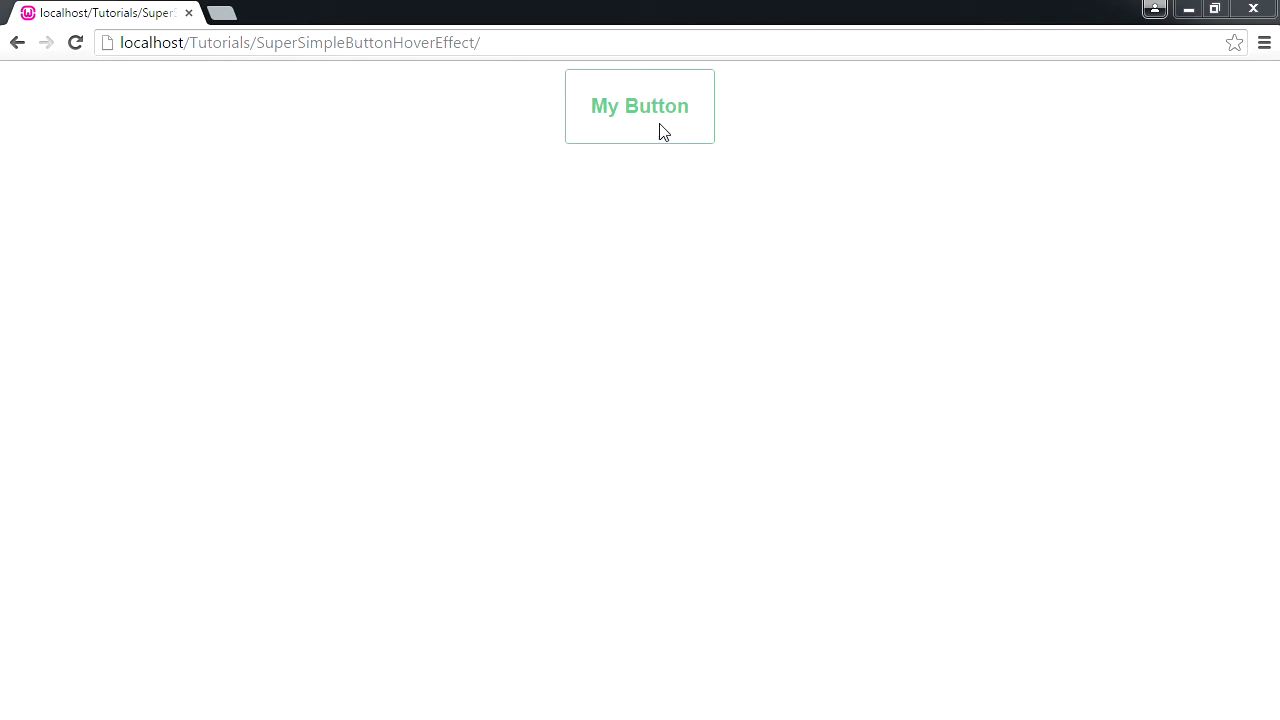 localhost/Tutorials/Super
localhost/Tutorials/SuperSimpleButtonHoverEffect/
My Button